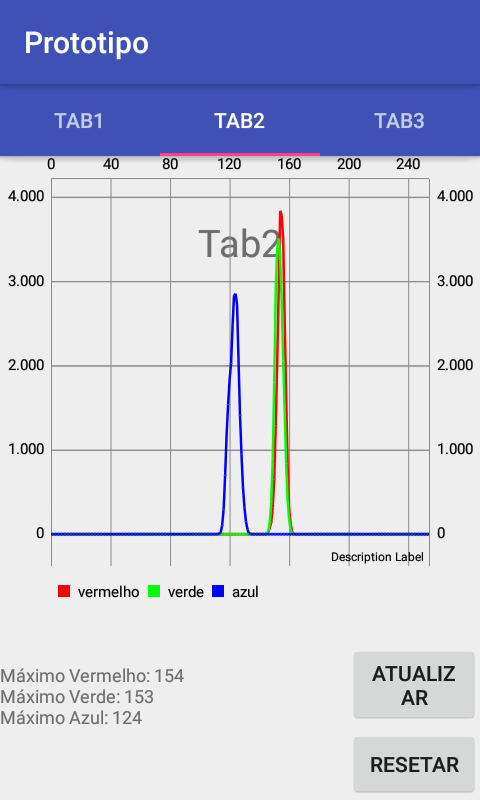 Prototipo
TAB1 TAB2 TAB3
0 40 80 120 160 200 240
4.000 4.000
Tab2
3.000 3.000
2.000 2.000
1.000 1.000
0 0
Description Label
vermelho verde azul
Máximo Vermelho: 154
Máximo Verde: 153
Máximo Azul: 124
ATUALIZ
AR
RESETAR